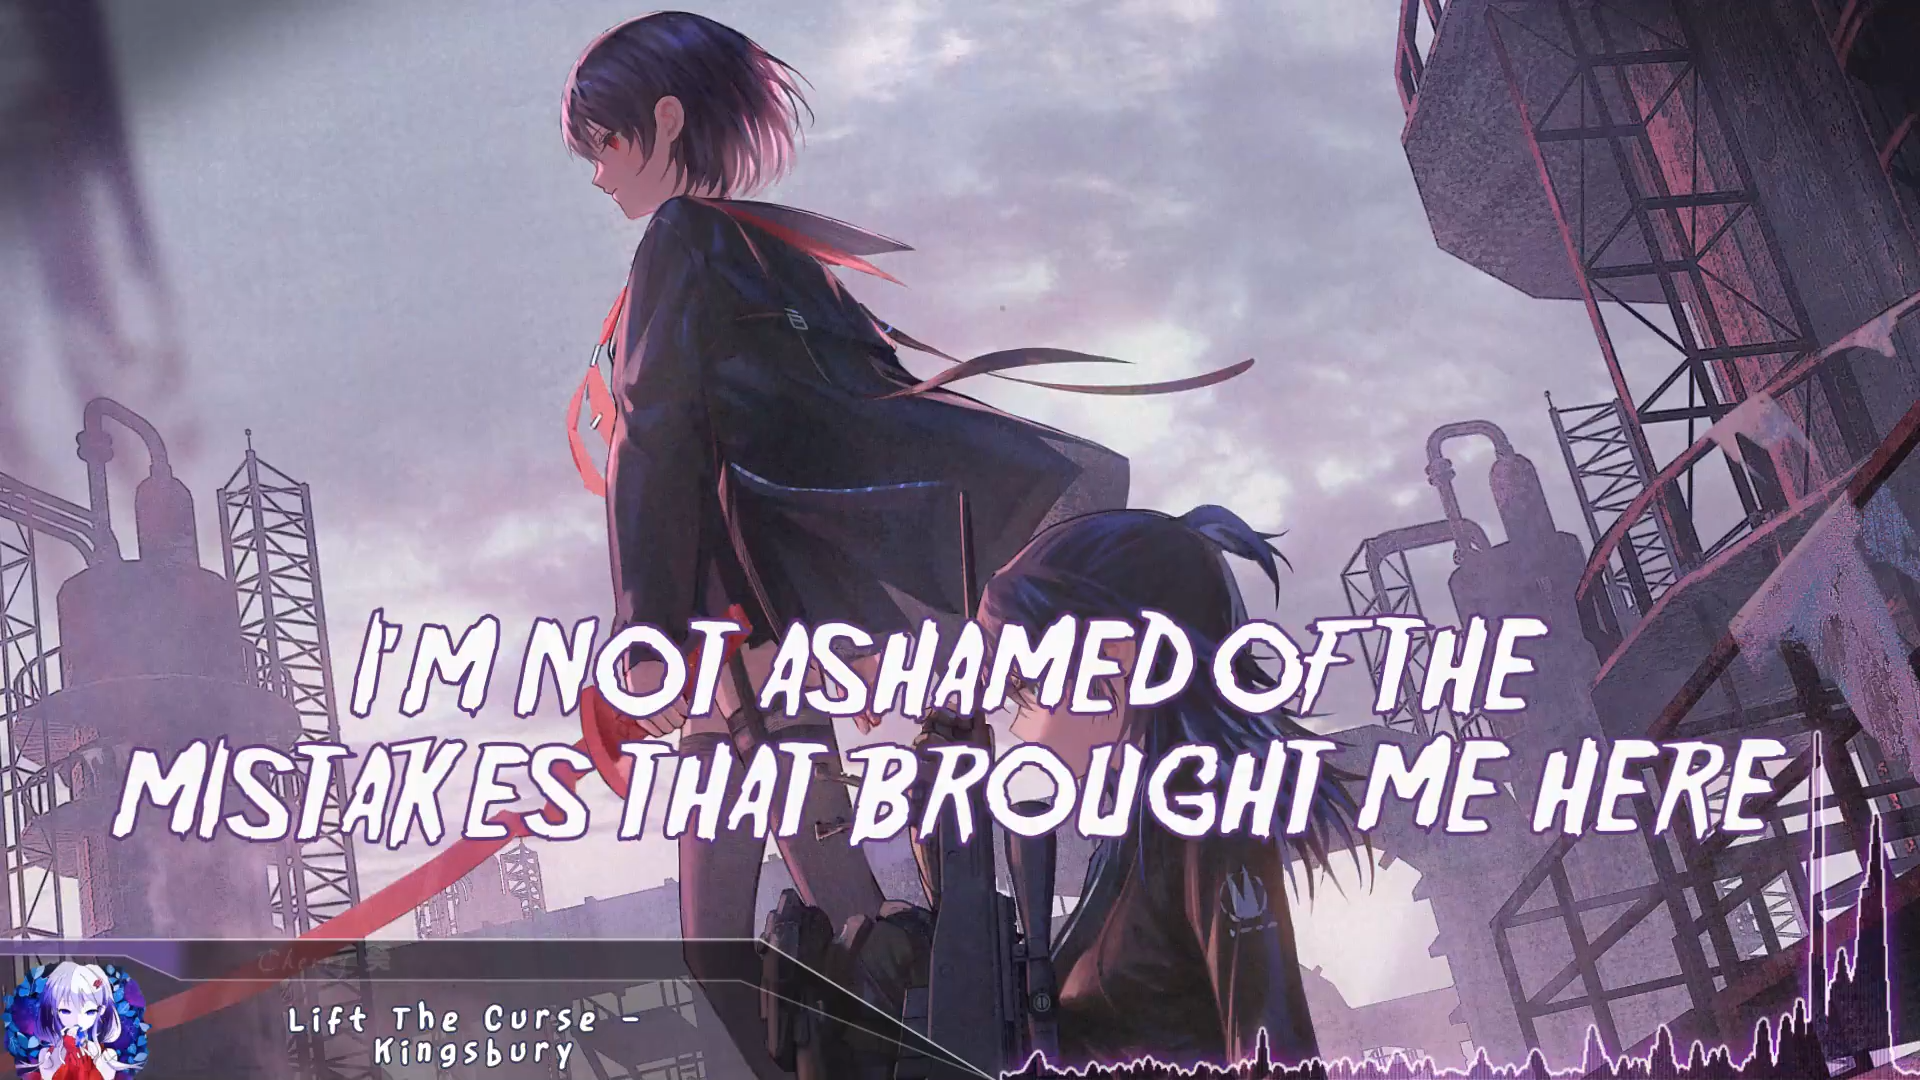 I'M NOT ASHAMED OF THE
MISTAKES THAT BROUGHT ME HERE
Lift The Curse -
Kingsbury